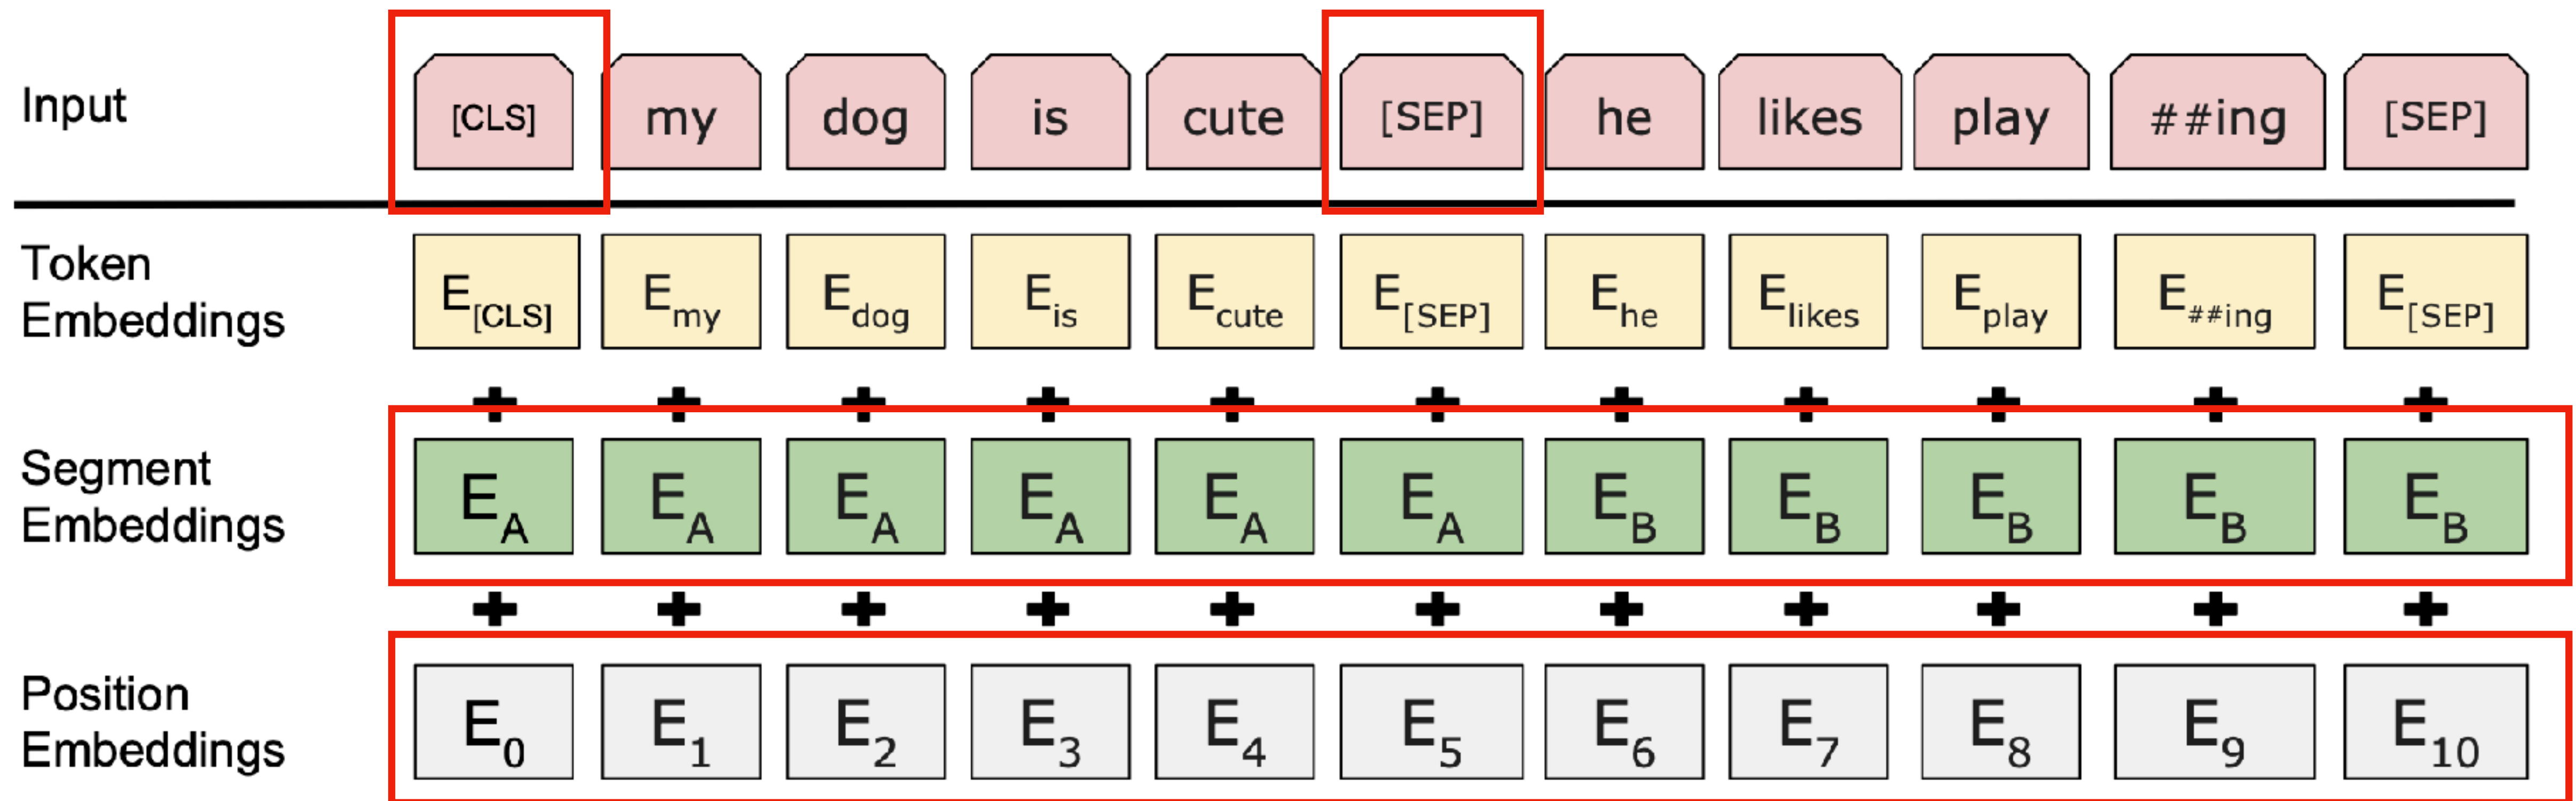 Input [CLS] my dog is cute [SEP] he likes play ##ing [SEP]
Token Embeddings E[CLS] Emy Edog Eis Ecute E[SEP] Ehe Elikes Eplay E##ing E[SEP]
+ + + + + + + + + + +
Segment Embeddings EA EA EA EA EA EA EB EB EB EB EB
+ + + + + + + + + + +
Position Embeddings E0 E1 E2 E3 E4 E5 E6 E7 E8 E9 E10